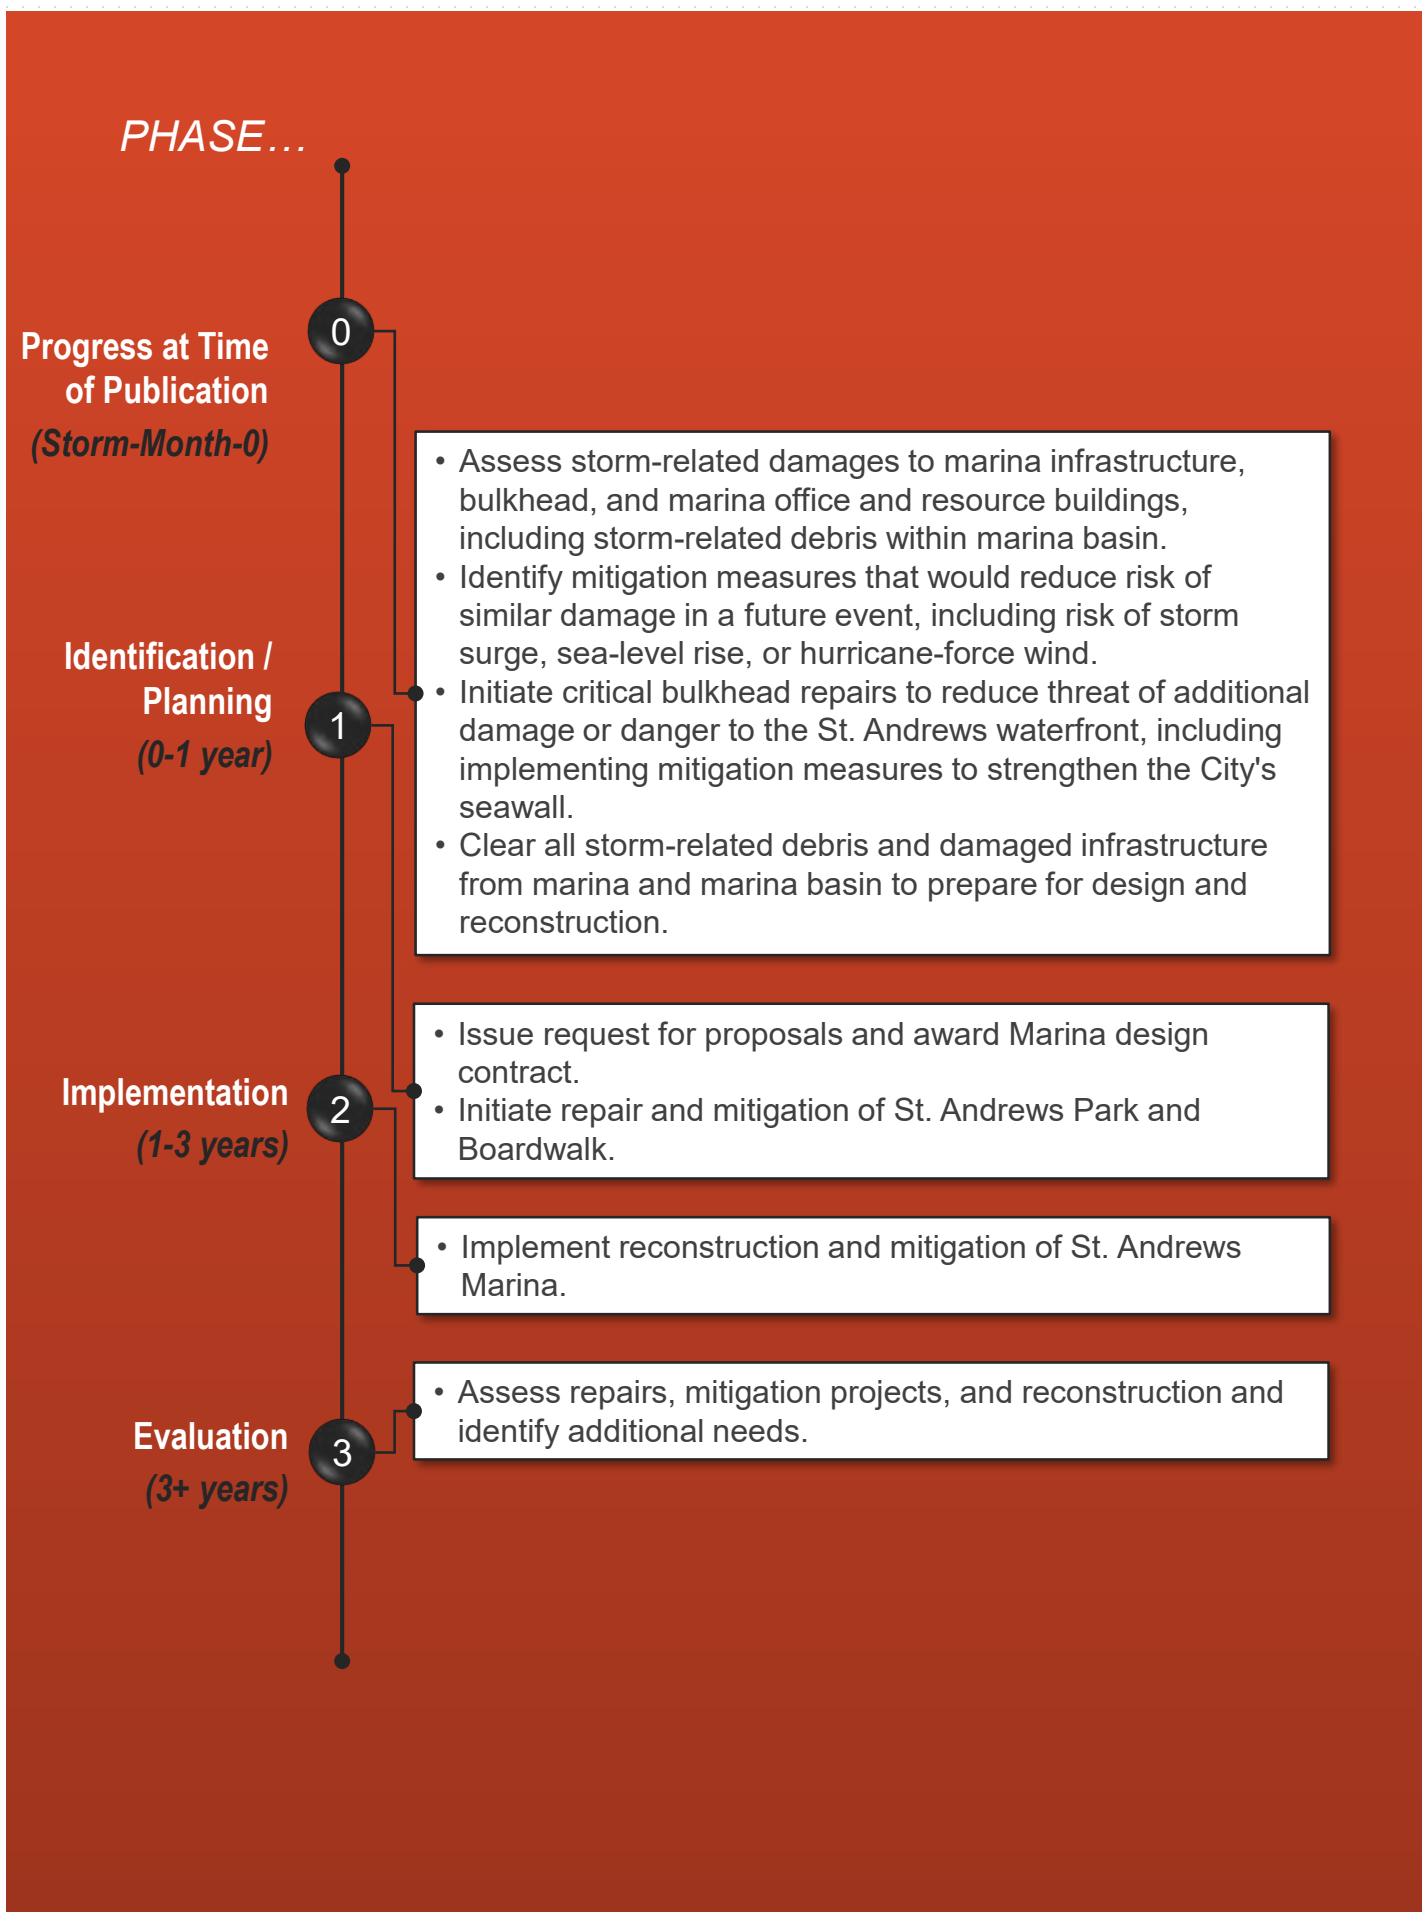 PHASE…
0
Progress at Time
of Publication
(Storm-Month-0)
• Assess storm-related damages to marina infrastructure,
bulkhead, and marina office and resource buildings,
including storm-related debris within marina basin.
• Identify mitigation measures that would reduce risk of
similar damage in a future event, including risk of storm
surge, sea-level rise, or hurricane-force wind.
• Initiate critical bulkhead repairs to reduce threat of additional
damage or danger to the St. Andrews waterfront, including
implementing mitigation measures to strengthen the City's
seawall.
• Clear all storm-related debris and damaged infrastructure
from marina and marina basin to prepare for design and
reconstruction.
Identification /
Planning
(0-1 year)
1
• Issue request for proposals and award Marina design
contract.
• Initiate repair and mitigation of St. Andrews Park and
Boardwalk.
Implementation
(1-3 years)
2
• Implement reconstruction and mitigation of St. Andrews
Marina.
Evaluation
(3+ years)
3
• Assess repairs, mitigation projects, and reconstruction and
identify additional needs.